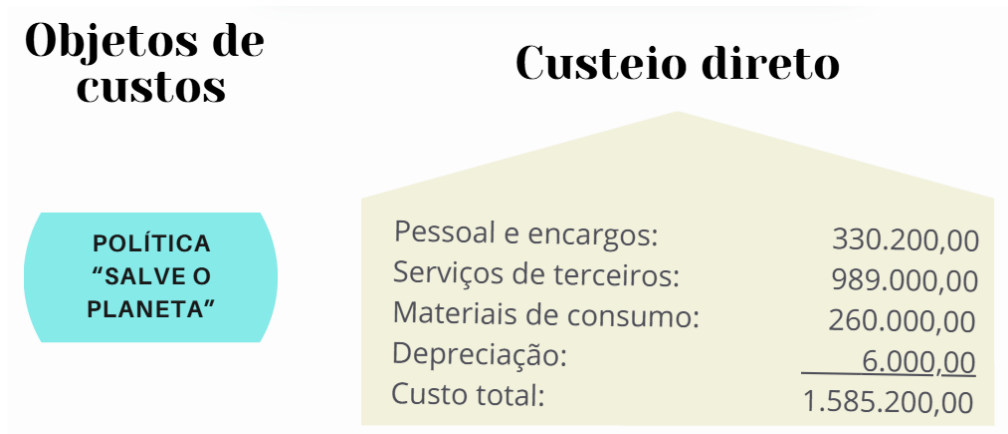 Objetos de
custos
Custeio direto
POLÍTICA
“SALVE O
PLANETA”
Pessoal e encargos: 330.200,00
Serviços de terceiros: 989.000,00
Materiais de consumo: 260.000,00
Depreciação: 6.000,00
Custo total: 1.585.200,00